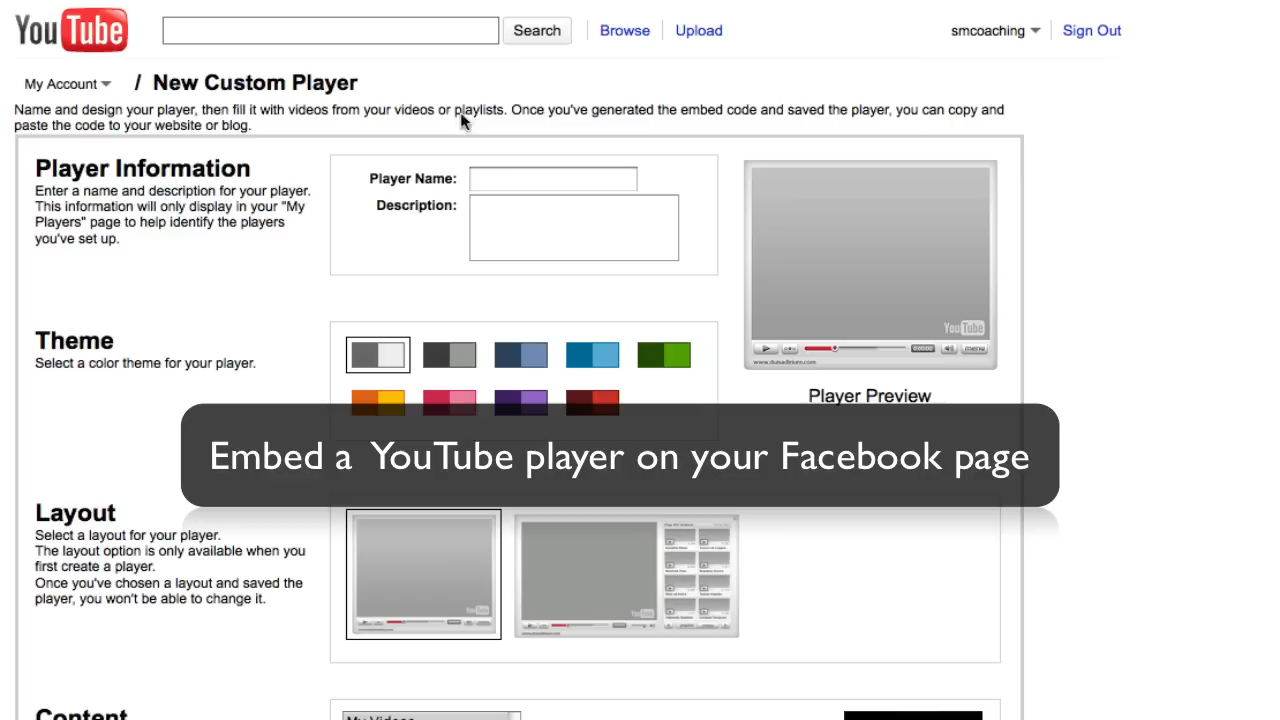 YouTube
Search
Browse
Upload
smcoaching
Sign Out
My Account
/ New Custom Player
Name and design your player, then fill it with videos from your videos or playlists. Once you've generated the embed code and saved the player, you can copy and
paste the code to your website or blog.
Player Information
Enter a name and description for your player.
This information will only display in your "My
Players" page to help identify the players
you've set up.
Player Name:
Description:
YouTube
menu
Player Preview
Theme
Select a color theme for your player.
Embed a YouTube player on your Facebook page
Layout
Select a layout for your player.
The layout option is only available when you
first create a player.
Once you've chosen a layout and saved the
player, you won't be able to change it.
YouTube
YouTube
Content
My Videos